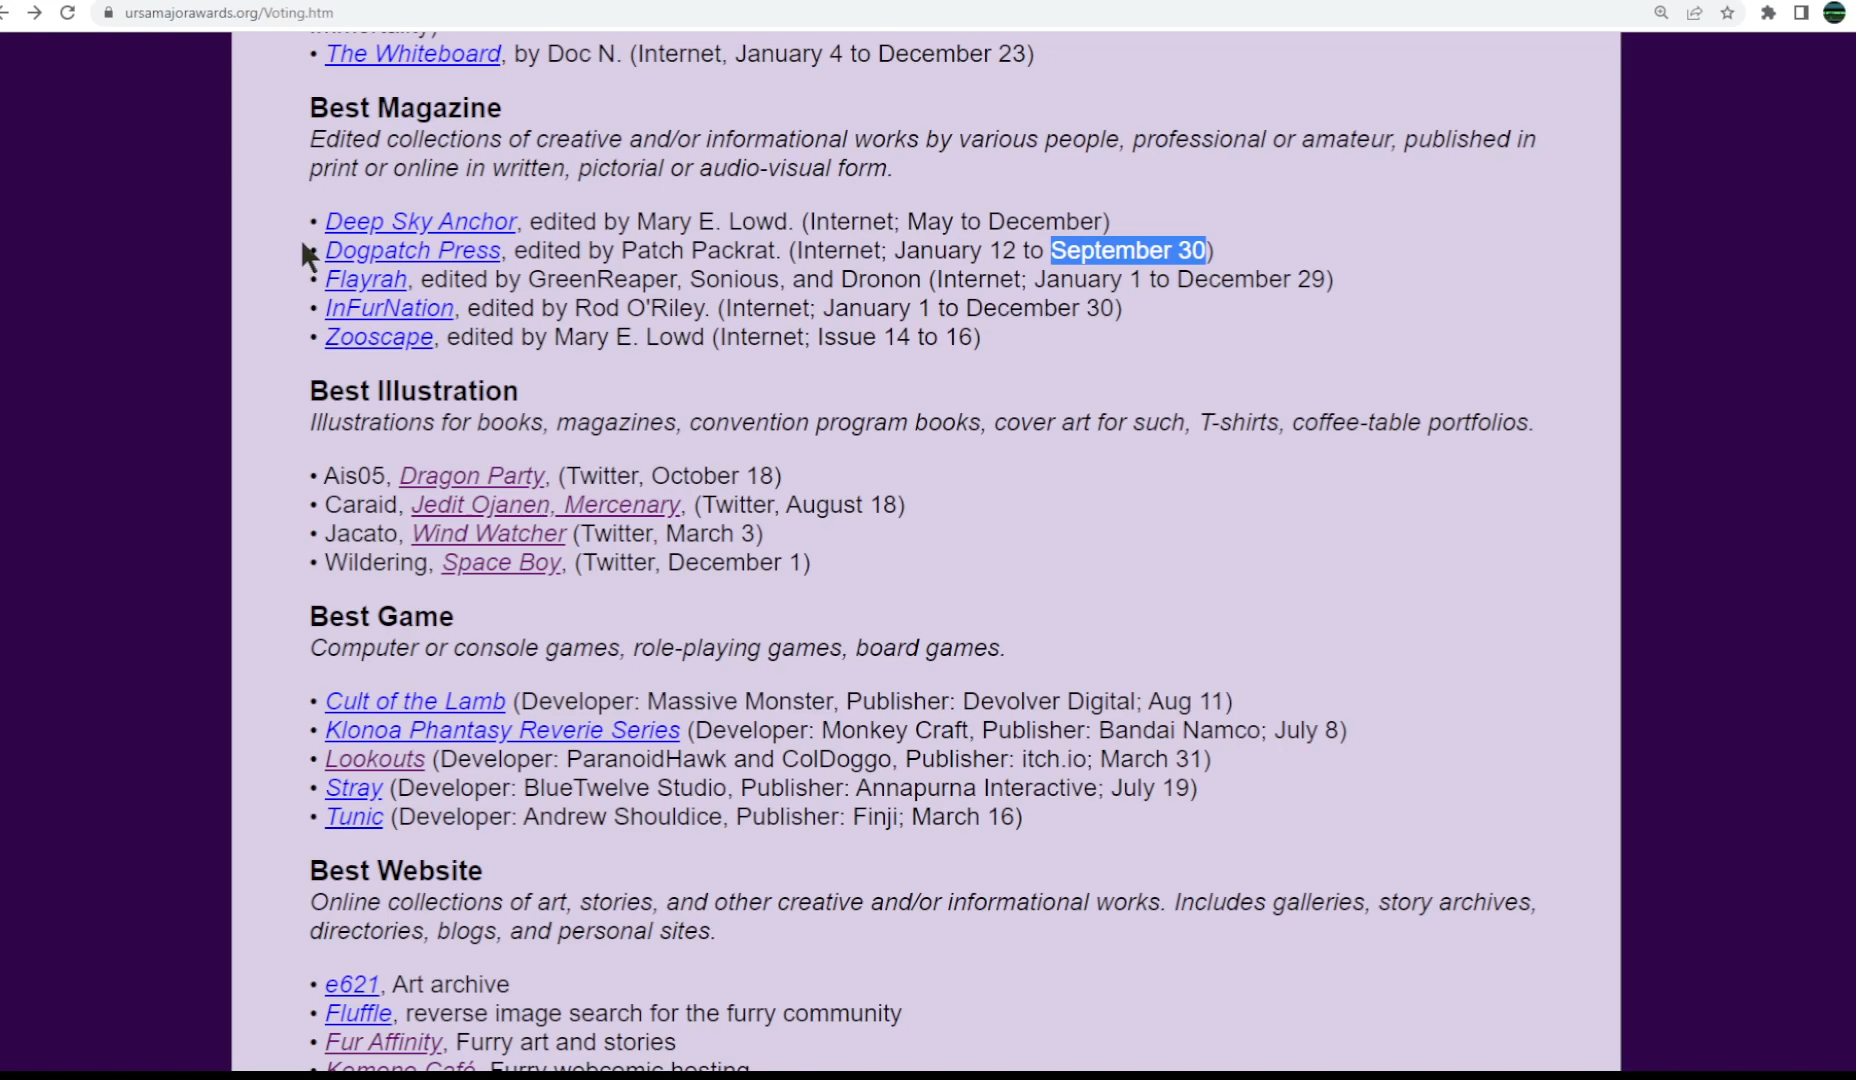 ursamajorawards.org/Voting.htm
• The Whiteboard, by Doc N. (Internet, January 4 to December 23)
Best Magazine
Edited collections of creative and/or informational works by various people, professional or amateur, published in
print or online in written, pictorial or audio-visual form.
• Deep Sky Anchor, edited by Mary E. Lowd. (Internet; May to December)
• Dogpatch Press, edited by Patch Packrat. (Internet; January 12 to September 30)
• Flayrah, edited by GreenReaper, Sonious, and Dronon (Internet; January 1 to December 29)
• InFurNation, edited by Rod O'Riley. (Internet; January 1 to December 30)
• Zooscape, edited by Mary E. Lowd (Internet; Issue 14 to 16)
Best Illustration
Illustrations for books, magazines, convention program books, cover art for such, T-shirts, coffee-table portfolios.
• Ais05, Dragon Party, (Twitter, October 18)
• Caraid, Jedit Ojanen, Mercenary, (Twitter, August 18)
• Jacato, Wind Watcher (Twitter, March 3)
• Wildering, Space Boy, (Twitter, December 1)
Best Game
Computer or console games, role-playing games, board games.
• Cult of the Lamb (Developer: Massive Monster, Publisher: Devolver Digital; Aug 11)
• Klonoa Phantasy Reverie Series (Developer: Monkey Craft, Publisher: Bandai Namco; July 8)
• Lookouts (Developer: ParanoidHawk and ColDoggo, Publisher: itch.io; March 31)
• Stray (Developer: BlueTwelve Studio, Publisher: Annapurna Interactive; July 19)
• Tunic (Developer: Andrew Shouldice, Publisher: Finji; March 16)
Best Website
Online collections of art, stories, and other creative and/or informational works. Includes galleries, story archives,
directories, blogs, and personal sites.
• e621, Art archive
• Fluffle, reverse image search for the furry community
• Fur Affinity, Furry art and stories
Furry webcomic hosting